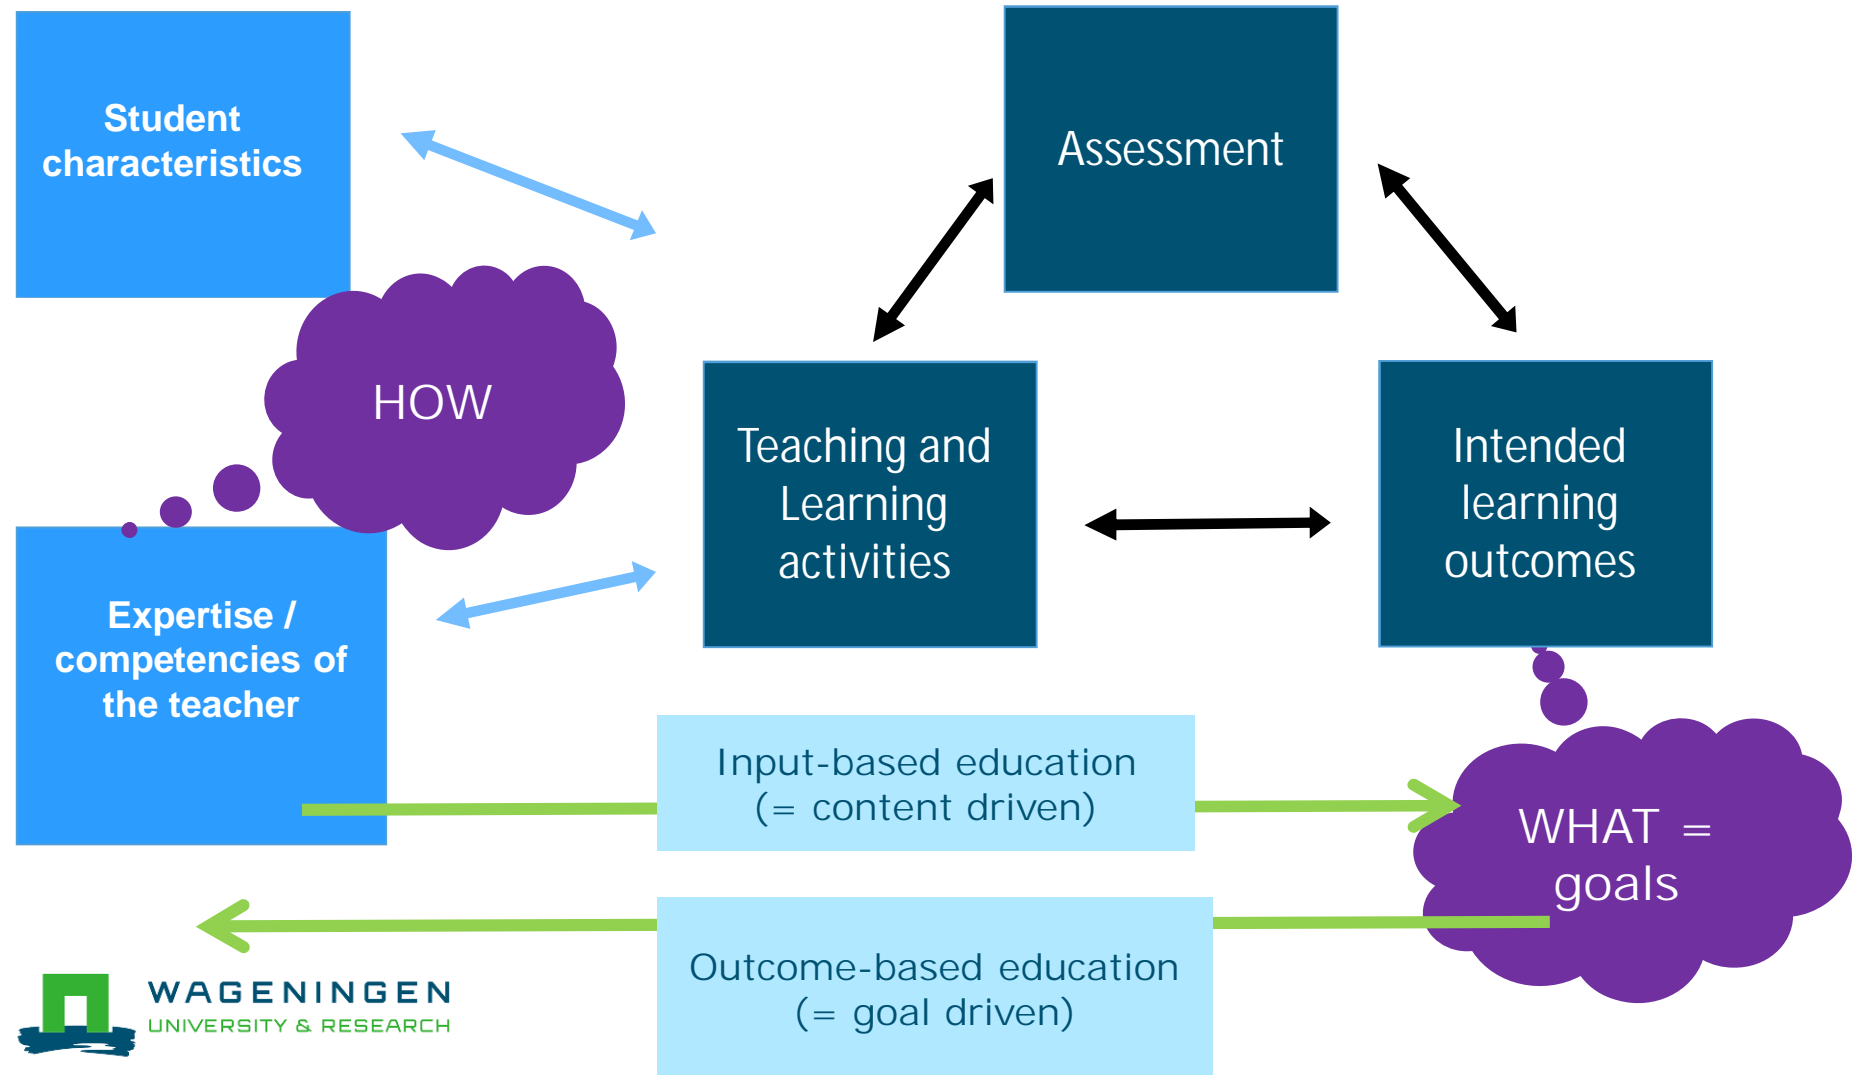 Student
characteristics
Assessment
HOW
Teaching and
Learning
activities
Intended
learning
outcomes
Expertise /
competencies of
the teacher
Input-based education
(= content driven)
WHAT =
goals
Outcome-based education
(= goal driven)
WAGENINGEN
UNIVERSITY & RESEARCH